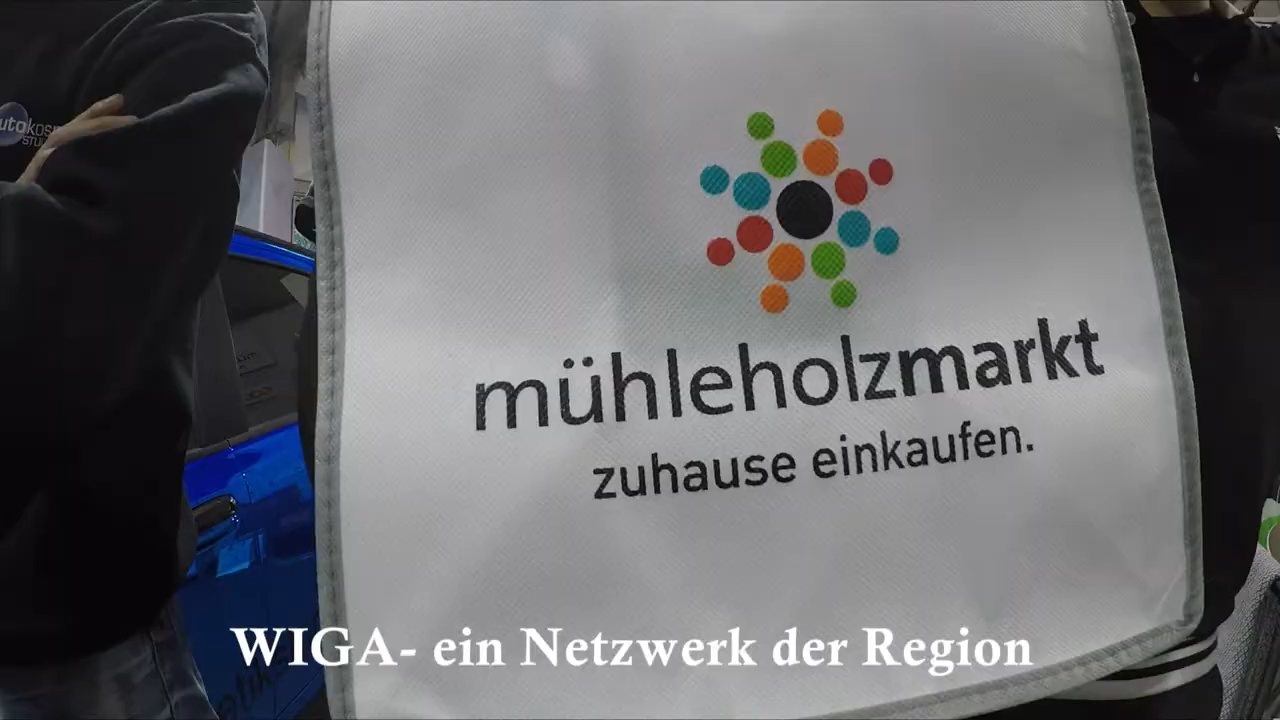 mühleholzmarkt
zuhause einkaufen.
WIGA- ein Netzwerk der Region